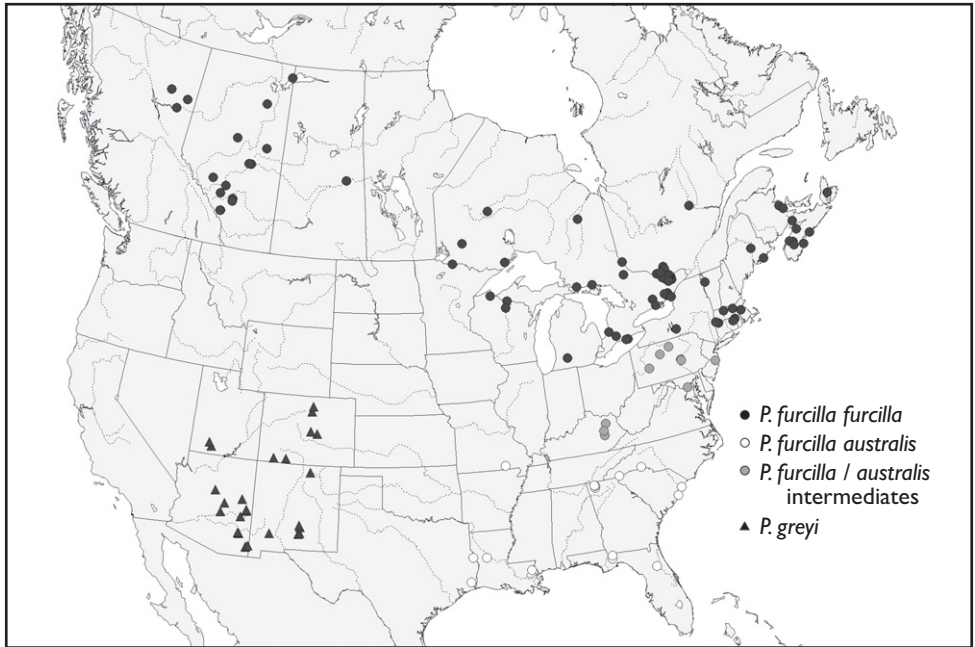 P. furcilla furcilla
P. furcilla australis
P. furcilla / australis
intermediates
P. greyi